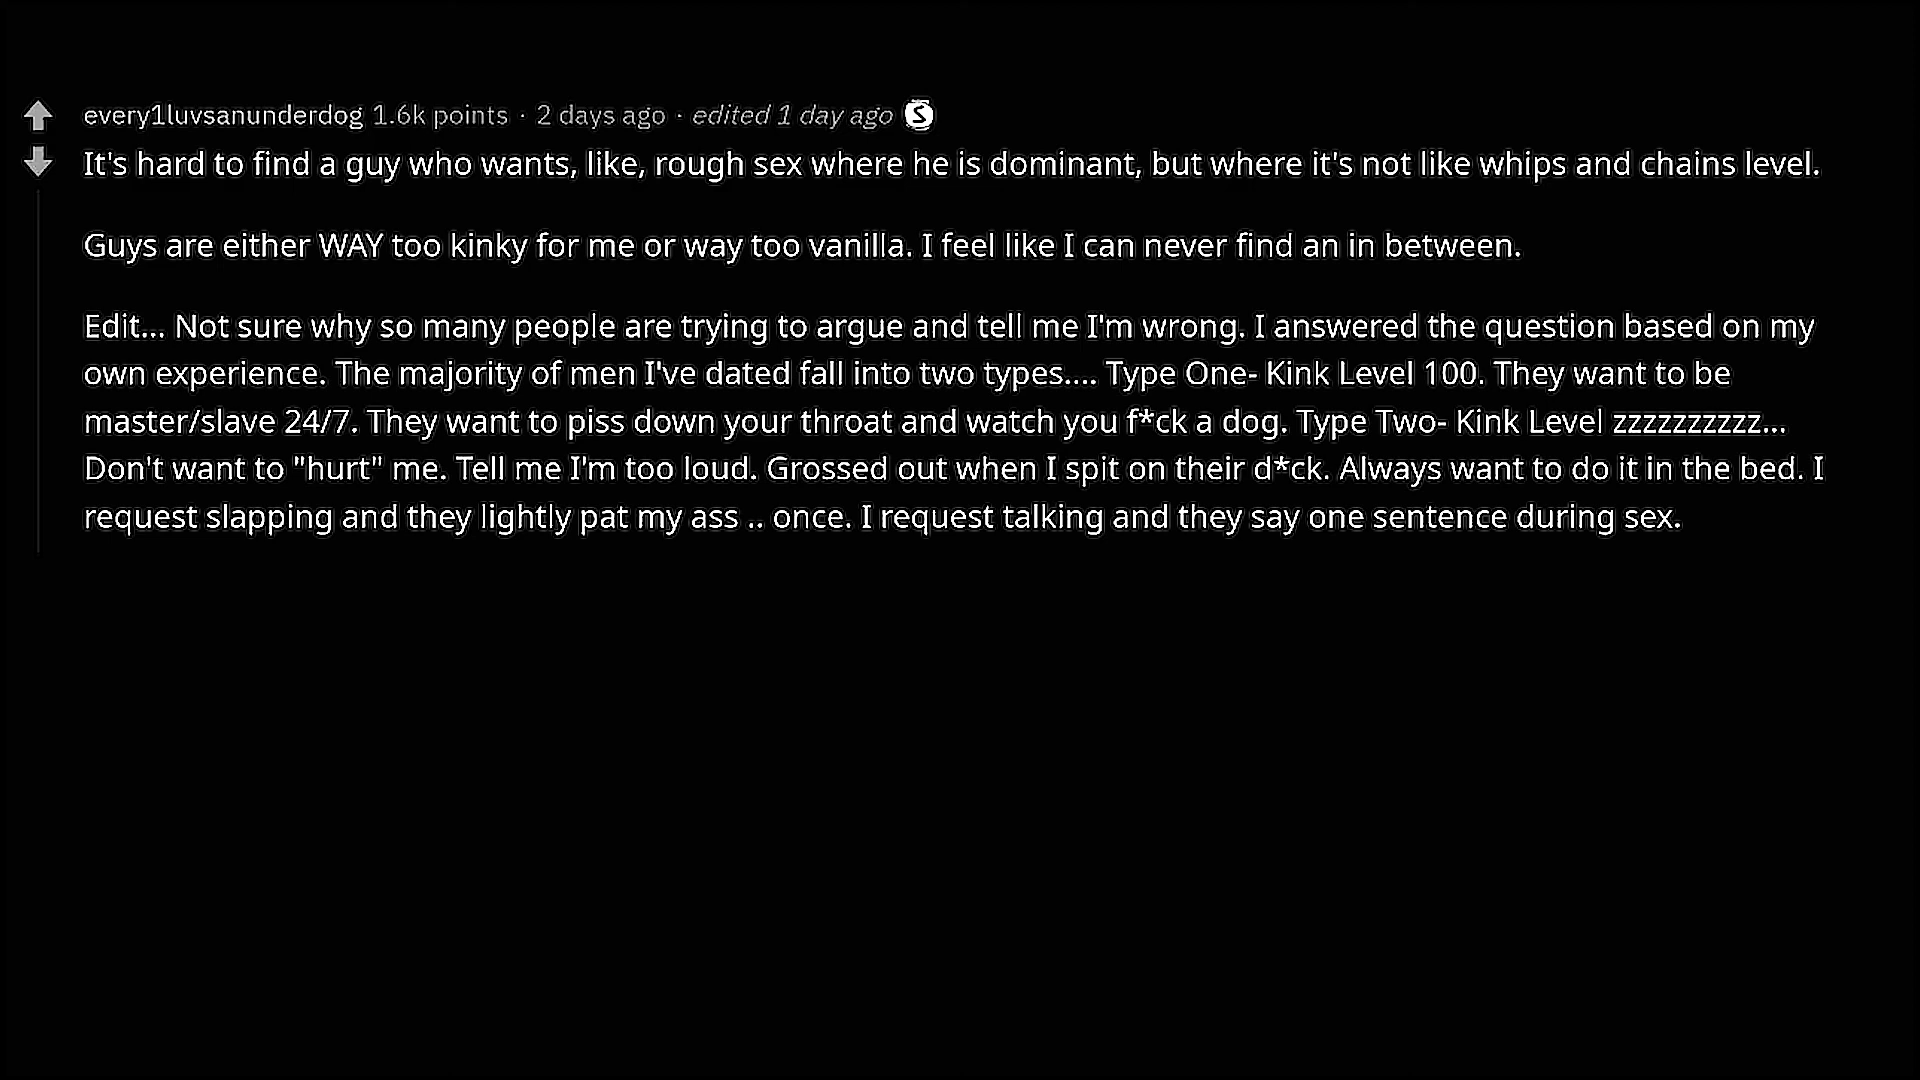 every1luvsanunderdog 1.6k points · 2 days ago · edited 1 day ago S
It's hard to find a guy who wants, like, rough sex where he is dominant, but where it's not like whips and chains level.
Guys are either WAY too kinky for me or way too vanilla. I feel like I can never find an in between.
Edit... Not sure why so many people are trying to argue and tell me I'm wrong. I answered the question based on my
own experience. The majority of men I've dated fall into two types.... Type One- Kink Level 100. They want to be
master/slave 24/7. They want to piss down your throat and watch you f*ck a dog. Type Two- Kink Level zzzzzzzzzz...
Don't want to "hurt" me. Tell me I'm too loud. Grossed out when I spit on their d*ck. Always want to do it in the bed. I
request slapping and they lightly pat my ass .. once. I request talking and they say one sentence during sex.